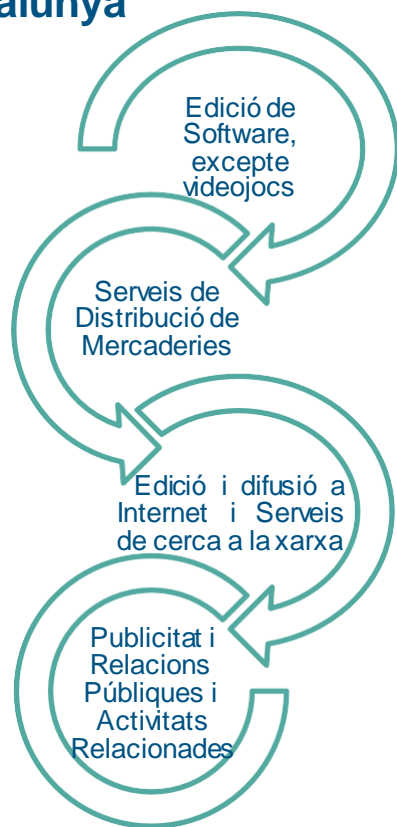 alunya
Edició de
Software,
excepte
videojocs
Serveis de
Distribució de
Mercaderies
Edició i difusió a
Internet i Serveis
de cerca a la xarxa
Publicitat i
Relacions
Públiques i
Activitats
Relacionades